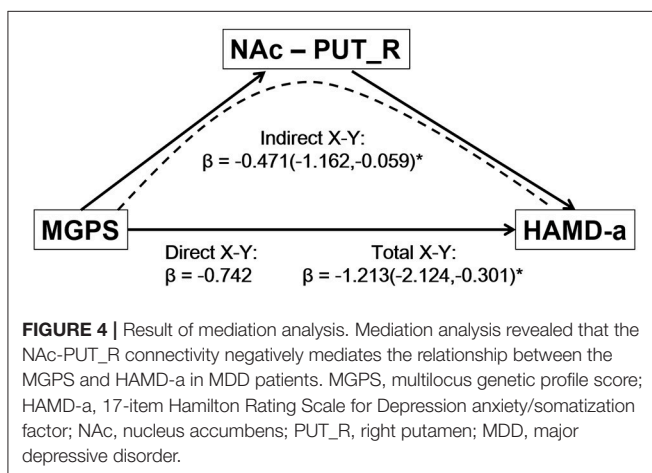 NAc – PUT_R
Indirect X-Y:
β = -0.471(-1.162,-0.059)*
MGPS
HAMD-a
Direct X-Y:
β = -0.742
Total X-Y:
β = -1.213(-2.124,-0.301)*
FIGURE 4 | Result of mediation analysis. Mediation analysis revealed that the
NAc-PUT_R connectivity negatively mediates the relationship between the
MGPS and HAMD-a in MDD patients. MGPS, multilocus genetic profile score;
HAMD-a, 17-item Hamilton Rating Scale for Depression anxiety/somatization
factor; NAc, nucleus accumbens; PUT_R, right putamen; MDD, major
depressive disorder.